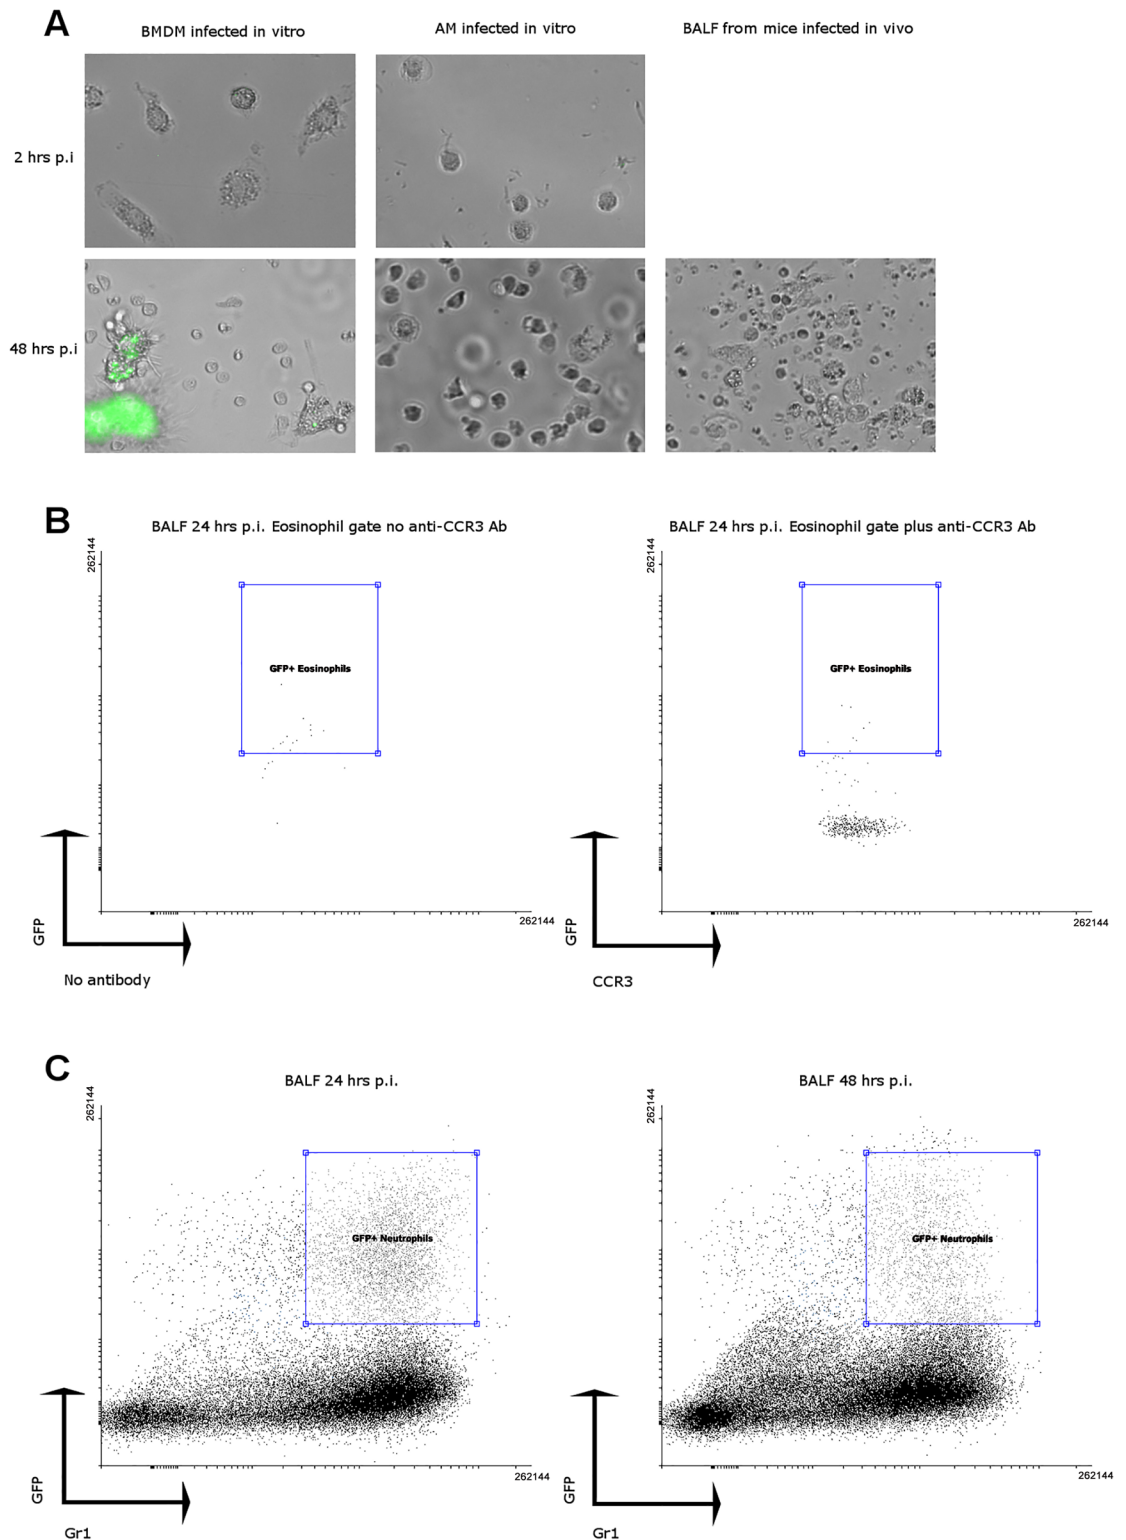 A
BMDM infected in vitro
AM infected in vitro
BALF from mice infected in vivo
2 hrs p.i
48 hrs p.i
B
BALF 24 hrs p.i. Eosinophil gate no anti-CCR3 Ab
BALF 24 hrs p.i. Eosinophil gate plus anti-CCR3 Ab
262144
262144
GFP+ Eosinophils
GFP+ Eosinophils
GFP
GFP
262144
262144
No antibody
CCR3
C
BALF 24 hrs p.i.
BALF 48 hrs p.i.
262144
262144
GFP+ Neutrophils
GFP+ Neutrophils
GFP
GFP
262144
262144
Gr1
Gr1